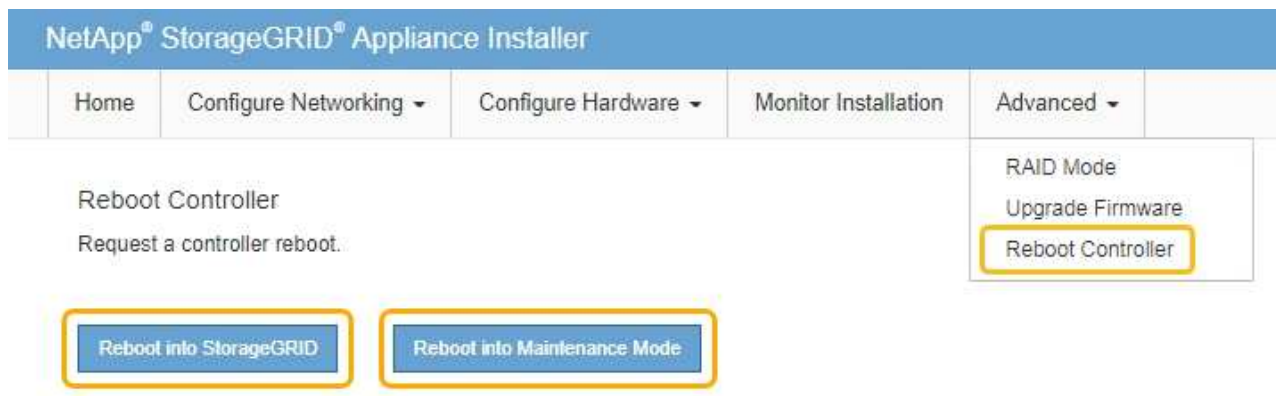 NetApp® StorageGRID® Appliance Installer
Home Configure Networking Configure Hardware Monitor Installation Advanced
RAID Mode
Upgrade Firmware
Reboot Controller
Reboot Controller
Request a controller reboot.
Reboot into StorageGRID Reboot into Maintenance Mode